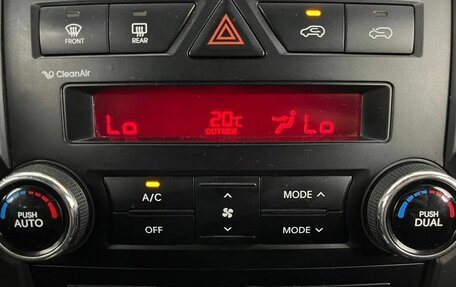 FRONT
REAR
CleanAir
Lo
20°C
OUTSIDE
Lo
PUSH
AUTO
A/C
OFF
MODE
MODE
PUSH
DUAL